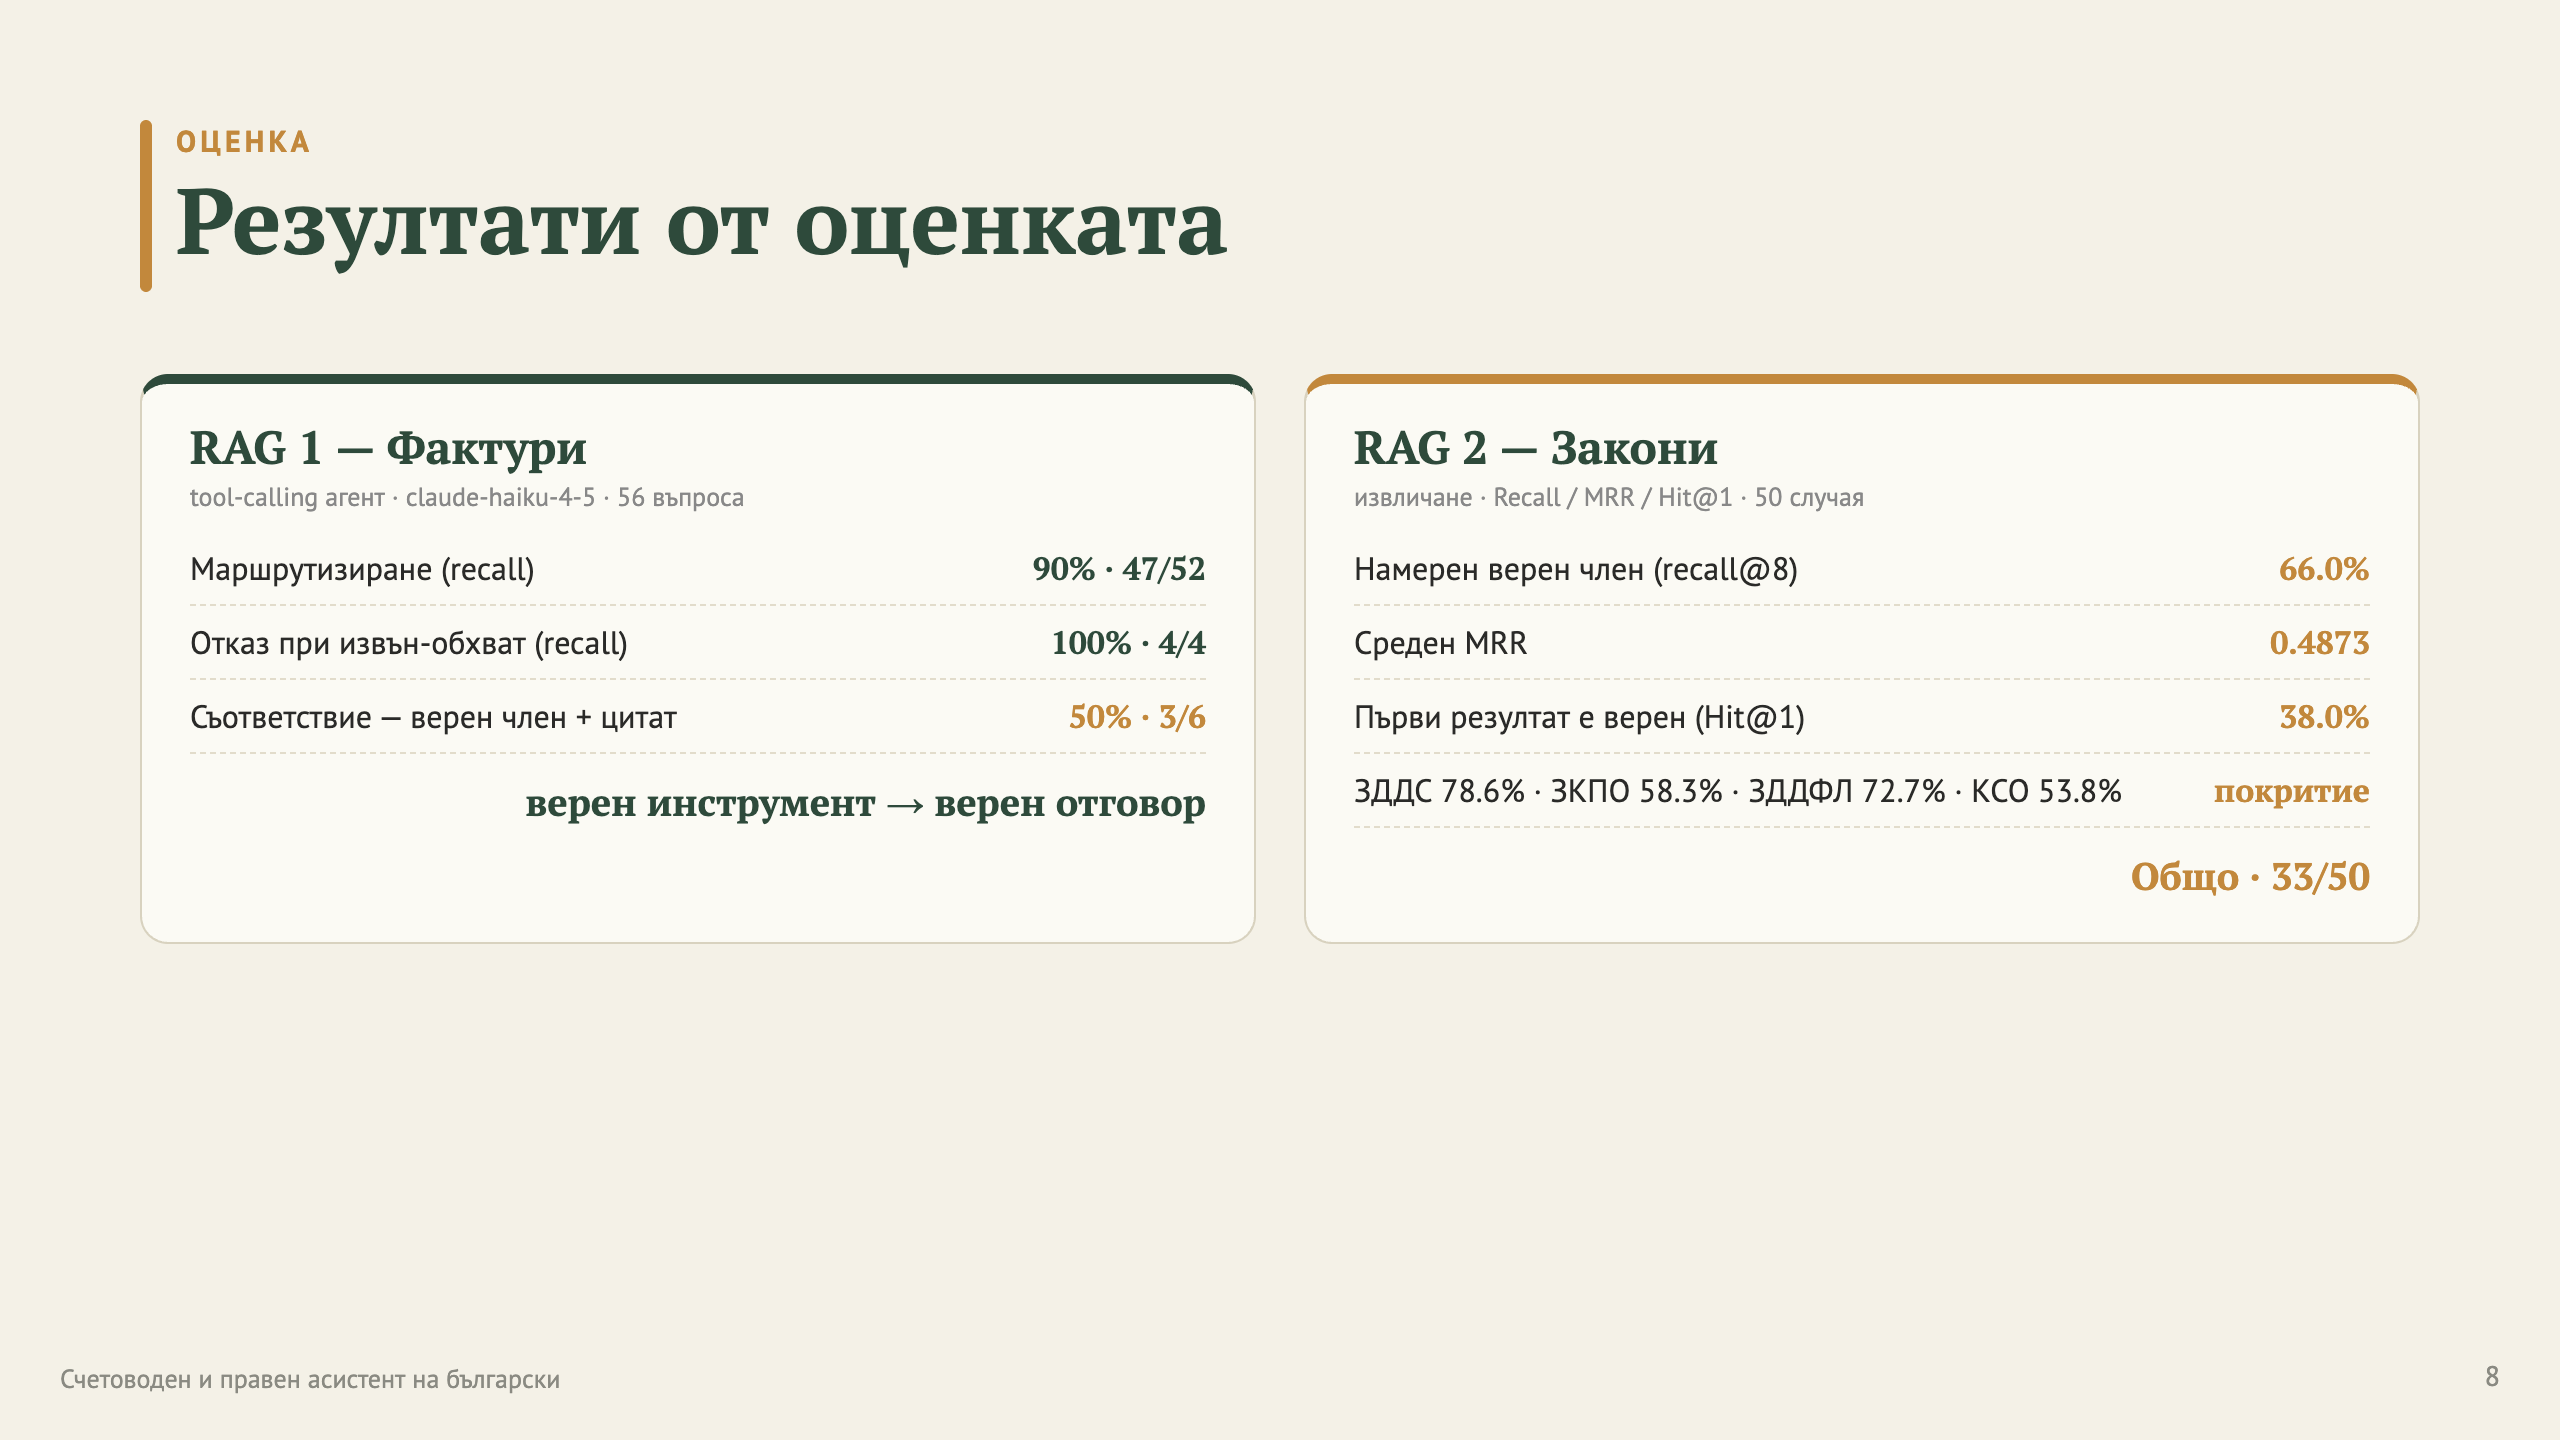 ОЦЕНКА
Резултати от оценката
RAG 1 — Фактури
tool-calling агент · claude-haiku-4-5 · 56 въпроса
Маршрутизиране (recall) 90% · 47/52
Отказ при извън-обхват (recall) 100% · 4/4
Съответствие — верен член + цитат 50% · 3/6
верен инструмент → верен отговор
RAG 2 — Закони
извличане · Recall / MRR / Hit@1 · 50 случая
Намерен верен член (recall@8) 66.0%
Среден MRR 0.4873
Първи резултат е верен (Hit@1) 38.0%
ЗДДС 78.6% · ЗКПО 58.3% · ЗДДФЛ 72.7% · КСО 53.8% покритие
Общо · 33/50
Счетоводен и правен асистент на български
8